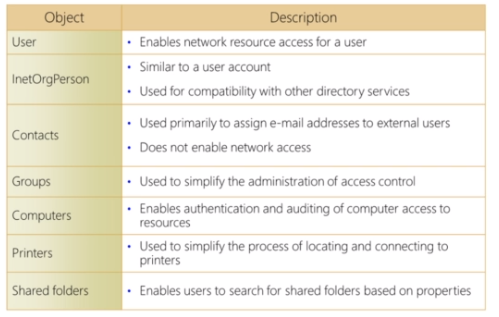 Object Description
User • Enables network resource access for a user
InetOrgPerson • Similar to a user account
• Used for compatibility with other directory services
Contacts • Used primarily to assign e-mail addresses to external users
• Does not enable network access
Groups • Used to simplify the administration of access control
Computers • Enables authentication and auditing of computer access to
resources
Printers • Used to simplify the process of locating and connecting to
printers
Shared folders • Enables users to search for shared folders based on properties